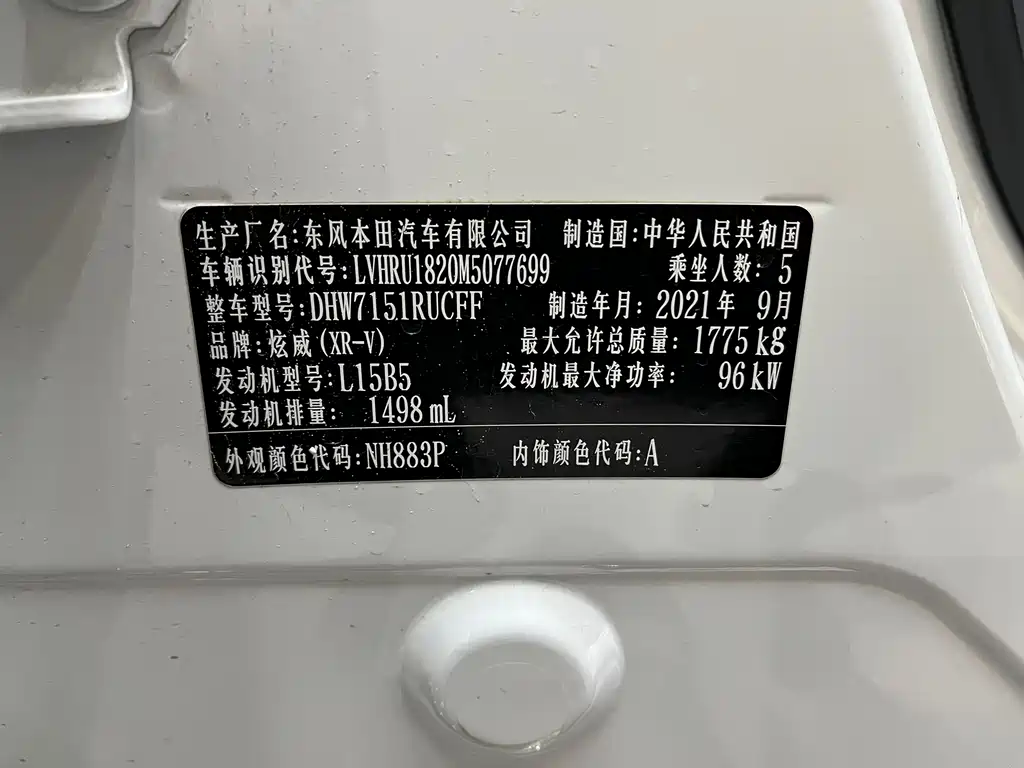 生产厂名:东风本田汽车有限公司 制造国:中华人民共和国
车辆识别代号:LVHRU1820M5077699 乘坐人数: 5
整车型号:DHW7151RUCFF 制造年月: 2021年 9月
品牌:炫威(XR-V) 最大允许总质量: 1775kg
发动机型号:L15B5 发动机最大净功率: 96kW
发动机排量: 1498mL
外观颜色代码:NH883P 内饰颜色代码:A